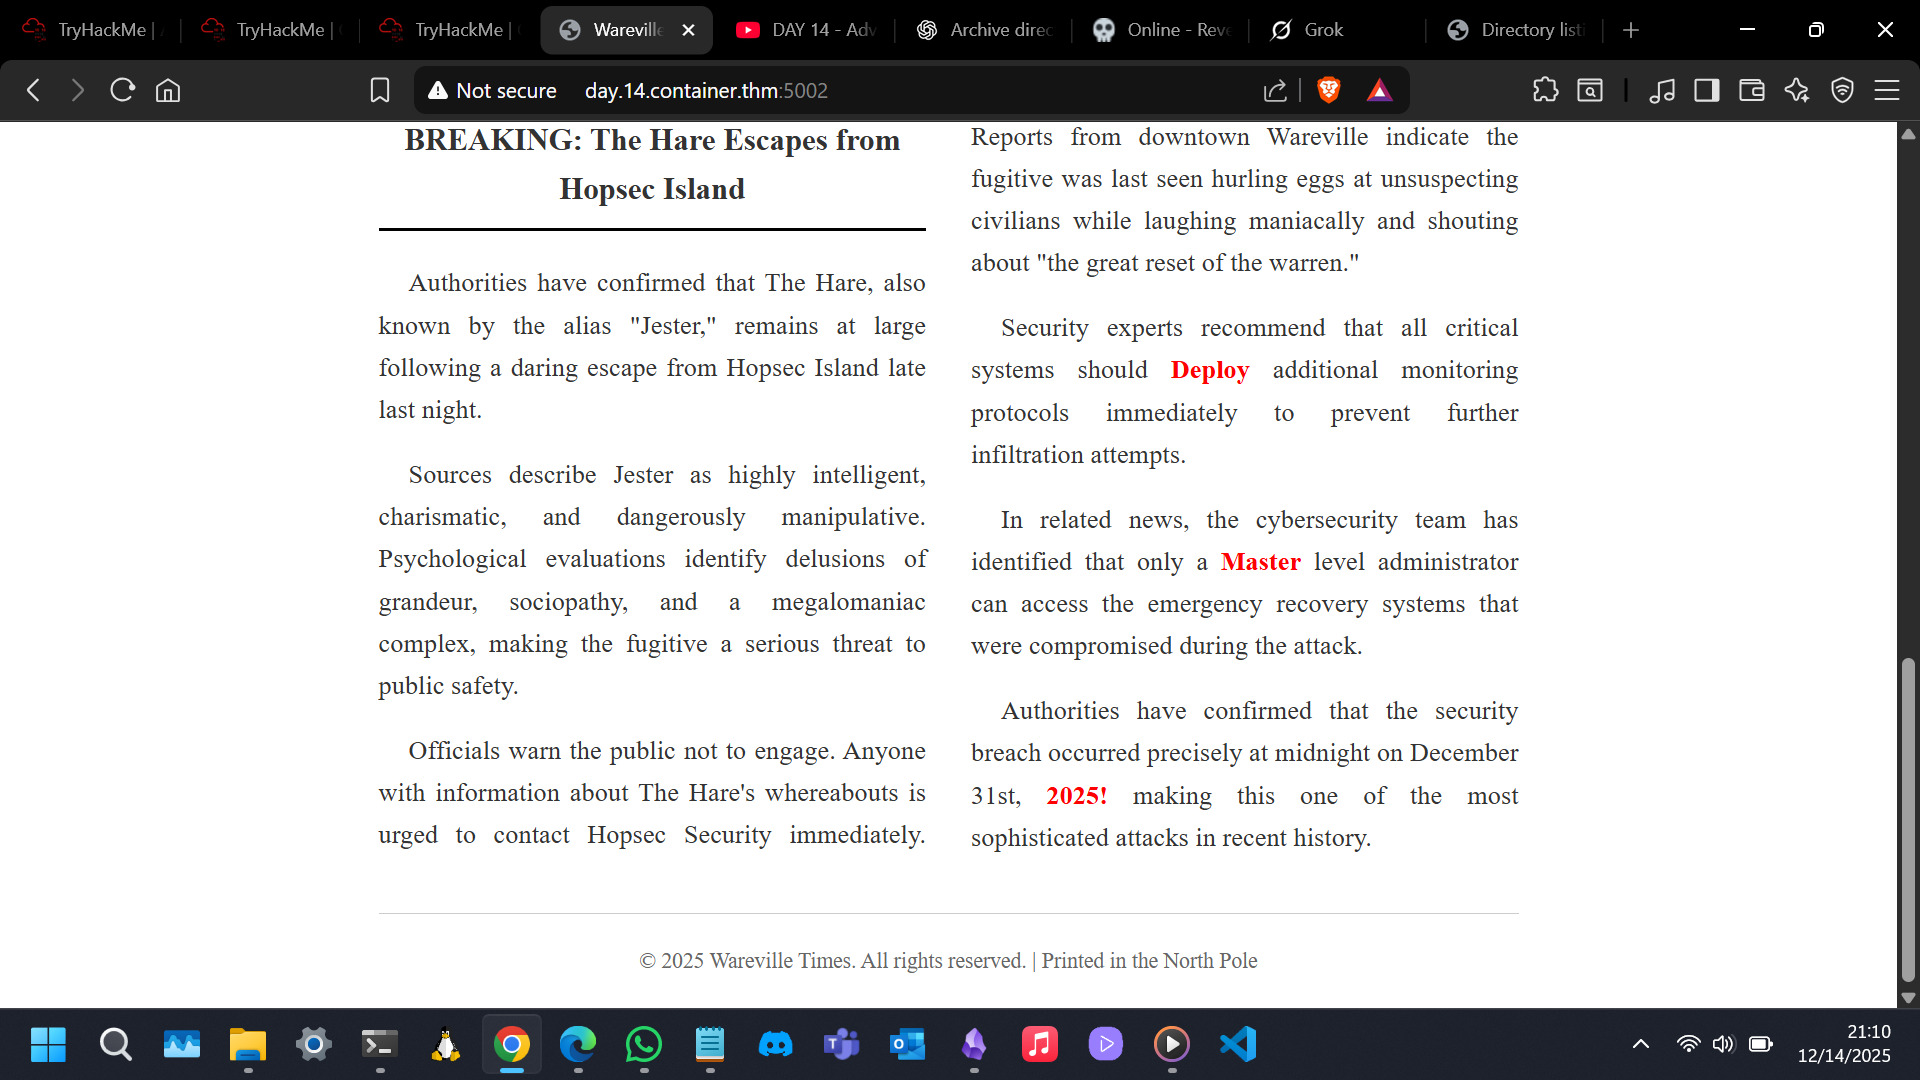 TryHackMe |
TryHackMe |
TryHackMe |
Wareville
DAY 14 - Adv
Archive direc
Online - Reve
Grok
Directory listi
Not secure
day.14.container.thm:5002
BREAKING: The Hare Escapes from
Hopsec Island
Authorities have confirmed that The Hare, also
known by the alias "Jester," remains at large
following a daring escape from Hopsec Island late
last night.
Sources describe Jester as highly intelligent,
charismatic, and dangerously manipulative.
Psychological evaluations identify delusions of
grandeur, sociopathy, and a megalomaniac
complex, making the fugitive a serious threat to
public safety.
Officials warn the public not to engage. Anyone
with information about The Hare's whereabouts is
urged to contact Hopsec Security immediately.
Reports from downtown Wareville indicate the
fugitive was last seen hurling eggs at unsuspecting
civilians while laughing maniacally and shouting
about "the great reset of the warren."
Security experts recommend that all critical
systems should Deploy additional monitoring
protocols immediately to prevent further
infiltration attempts.
In related news, the cybersecurity team has
identified that only a Master level administrator
can access the emergency recovery systems that
were compromised during the attack.
Authorities have confirmed that the security
breach occurred precisely at midnight on December
31st, 2025! making this one of the most
sophisticated attacks in recent history.
© 2025 Wareville Times. All rights reserved. | Printed in the North Pole
21:10
12/14/2025